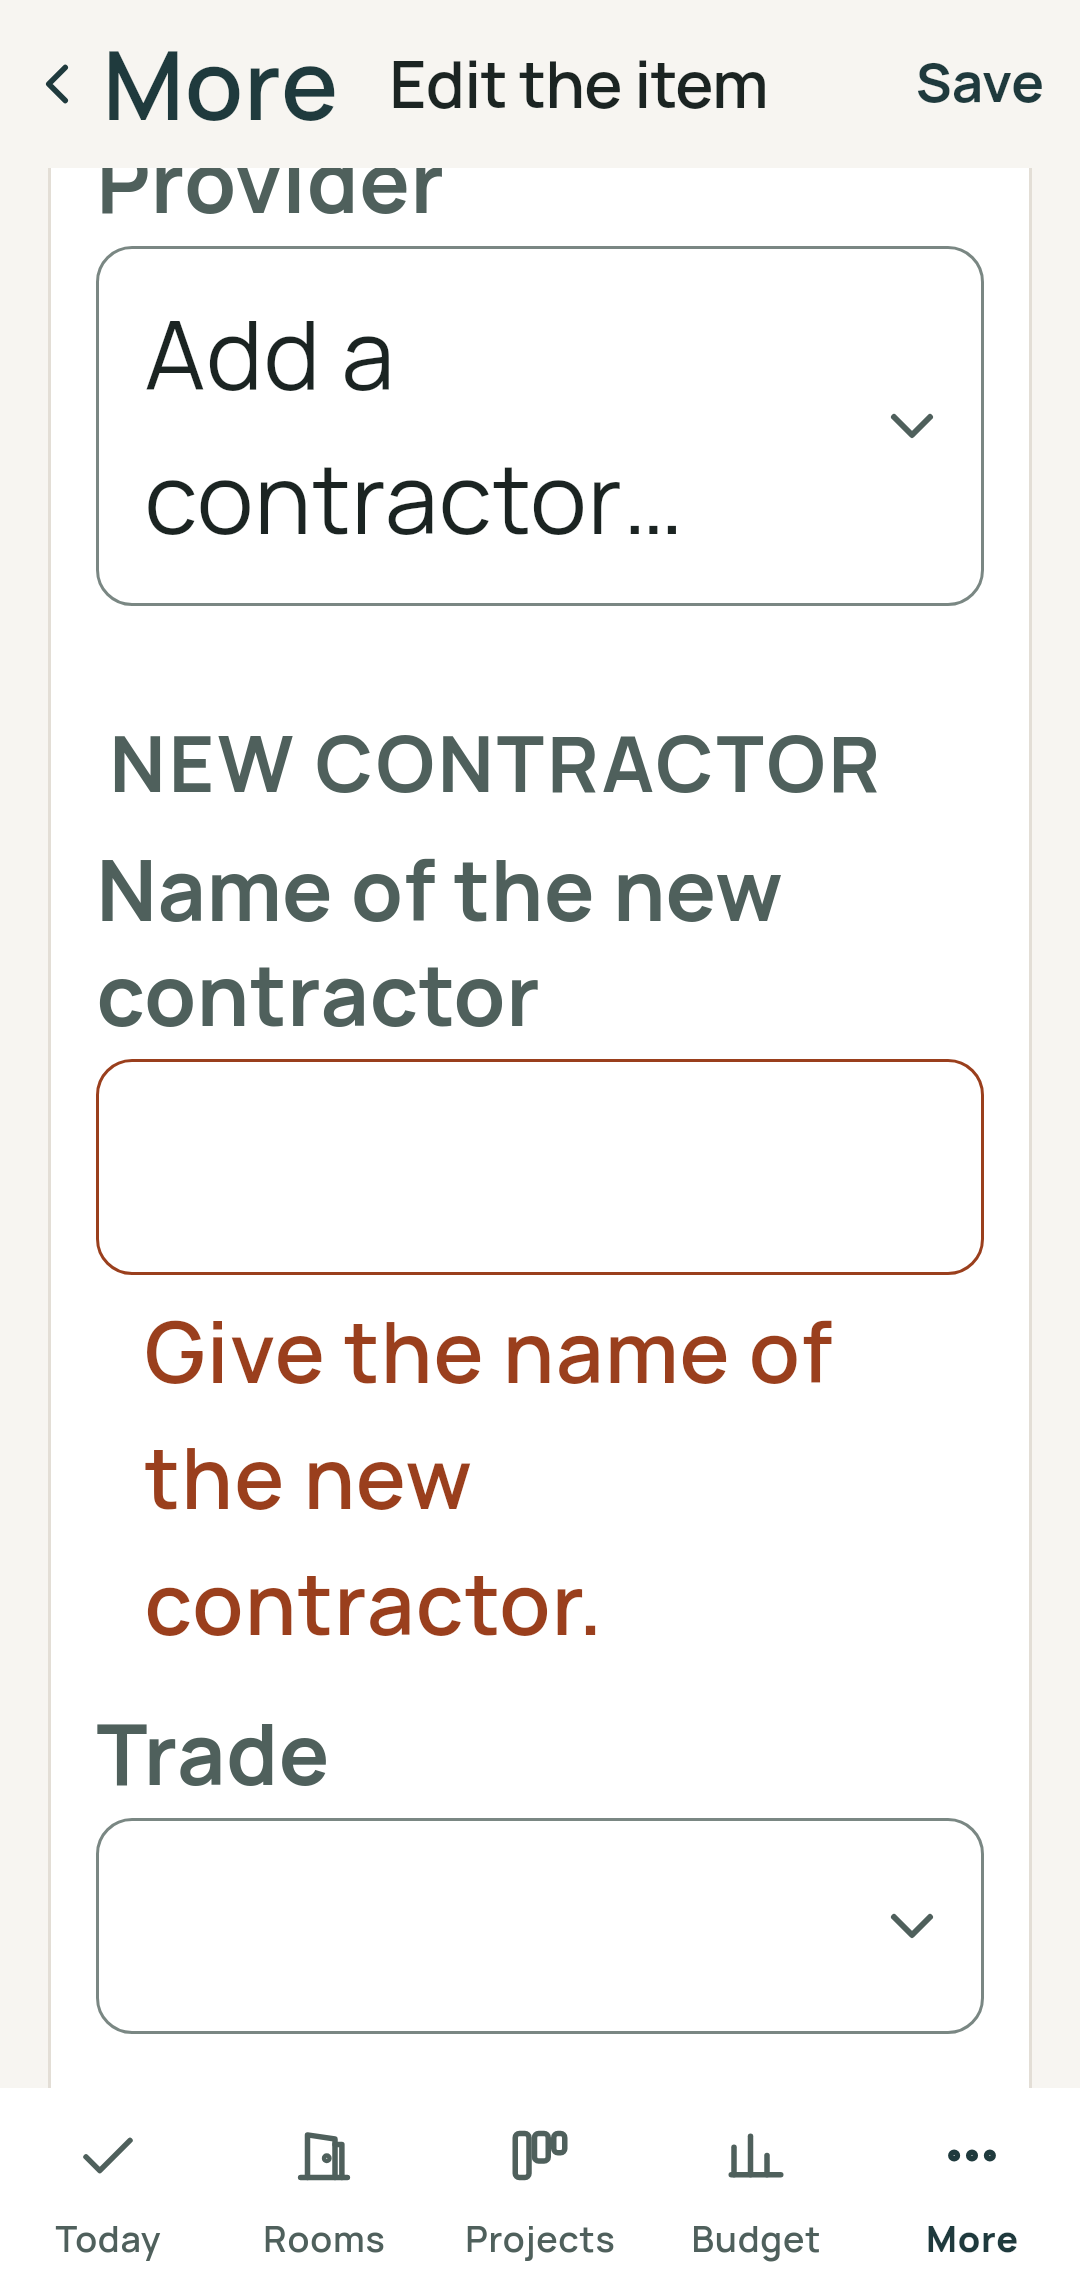 More
Edit the item
Save
Provider
Add a
contractor...
NEW CONTRACTOR
Name of the new
contractor
Give the name of
the new
contractor.
Trade
Today
Rooms
Projects
Budget
More